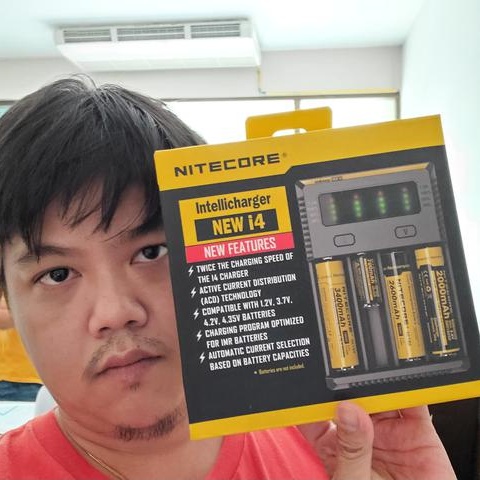 NITECORE®
Intellicharger
NEW i4
NEW FEATURES
TWICE THE CHARGING SPEED OF
THE I4 CHARGER
ACTIVE CURRENT DISTRIBUTION
(ACD) TECHNOLOGY
COMPATIBLE WITH 1.2V, 3.7V,
4.2V, 4.35V BATTERIES
CHARGING PROGRAM OPTIMIZED
FOR IMR BATTERIES
AUTOMATIC CURRENT SELECTION
BASED ON BATTERY CAPACITIES
Batteries are not included.
3400mAh
NITECORE
2600mAh